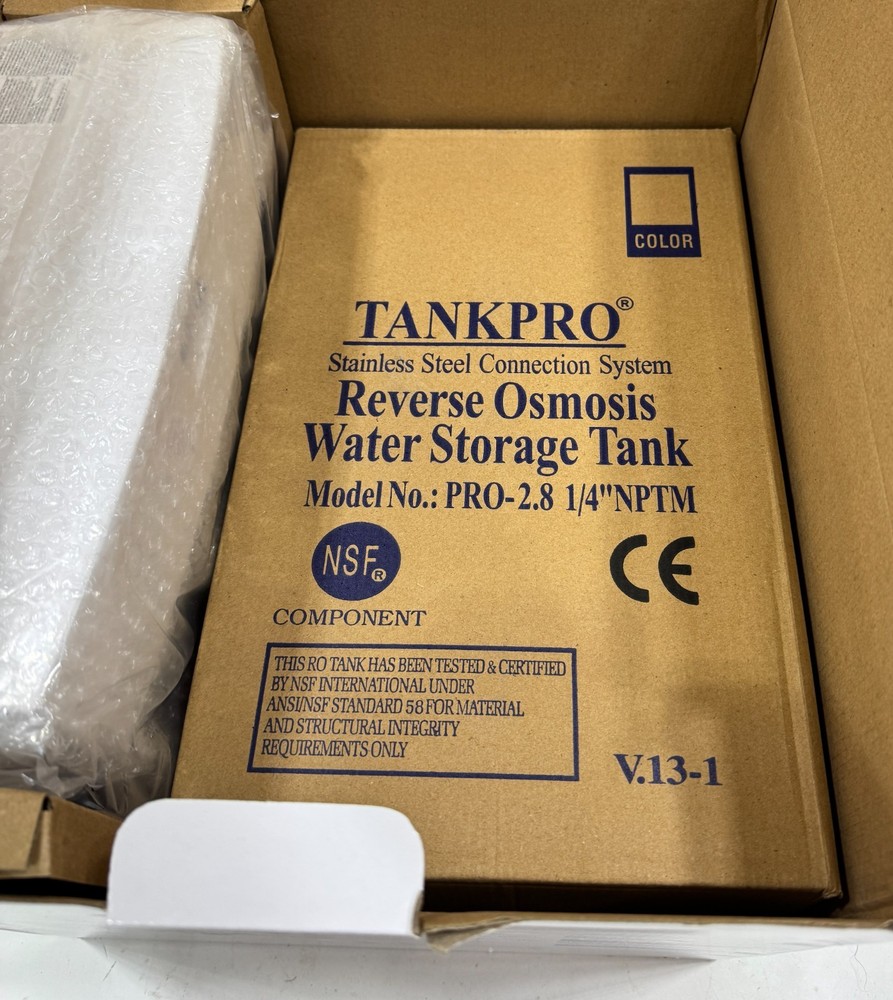 COLOR
TANKPRO®
Stainless Steel Connection System
Reverse Osmosis
Water Storage Tank
Model No.: PRO-2.8 1/4"NPTM
NSF®
CE
COMPONENT
THIS RO TANK HAS BEEN TESTED & CERTIFIED
BY NSF INTERNATIONAL UNDER
ANSI/NSF STANDARD 58 FOR MATERIAL
AND STRUCTURAL INTEGRITY
REQUIREMENTS ONLY
V.13-1